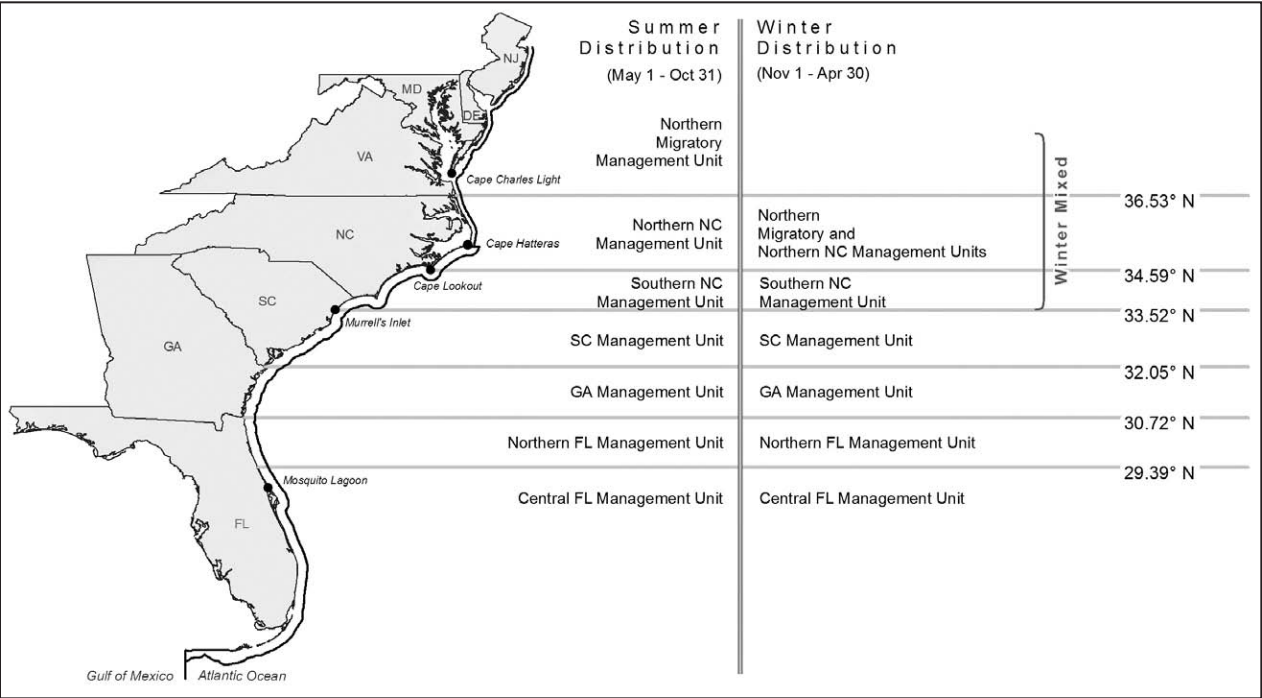 Summer
Distribution
(May 1 - Oct 31)
Winter
Distribution
(Nov 1 - Apr 30)
NJ
MD
DE
VA
Cape Charles Light
NC
Cape Hatteras
Cape Lookout
SC
Murrell's Inlet
GA
Mosquito Lagoon
FL
Gulf of Mexico
Atlantic Ocean
Northern
Migratory
Management Unit
Northern NC
Management Unit
Southern NC
Management Unit
SC Management Unit
GA Management Unit
Northern FL Management Unit
Central FL Management Unit
Northern
Migratory and
Northern NC Management Units
Southern NC
Management Unit
SC Management Unit
GA Management Unit
Northern FL Management Unit
Central FL Management Unit
Winter Mixed
36.53° N
34.59° N
33.52° N
32.05° N
30.72° N
29.39° N